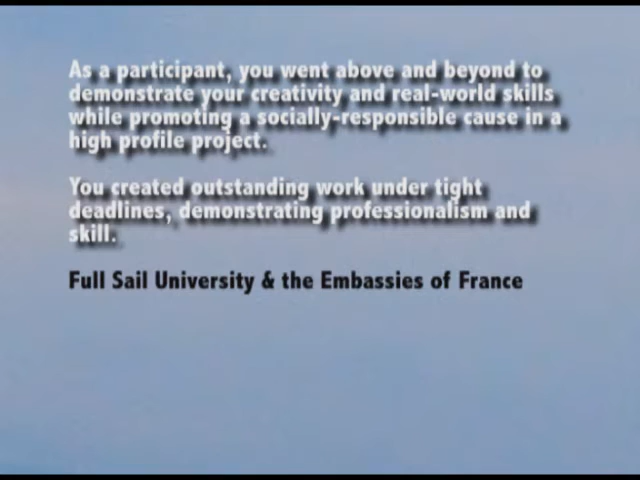 As a participant, you went above and beyond to
demonstrate your creativity and real-world skills
while promoting a socially-responsible cause in a
high profile project.
You created outstanding work under tight
deadlines, demonstrating professionalism and
skill.
Full Sail University & the Embassies of France